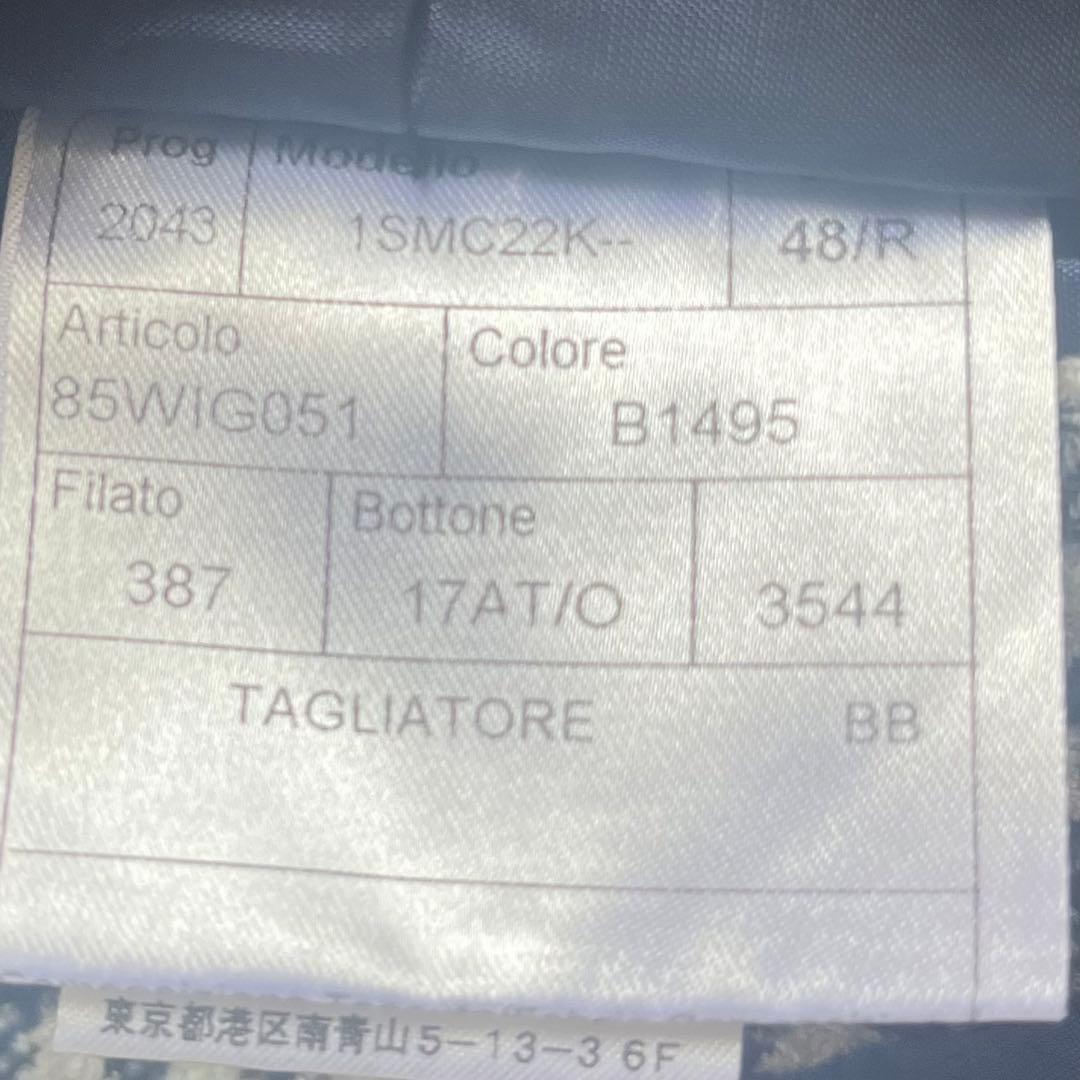 Prog Modello
2043 1SMC22K-- 48/R
Articolo Colore
85WIG051 B1495
Filato Bottone
387 17AT/O 3544
TAGLIATORE BB
東京都港区南青山5-13-3 6F